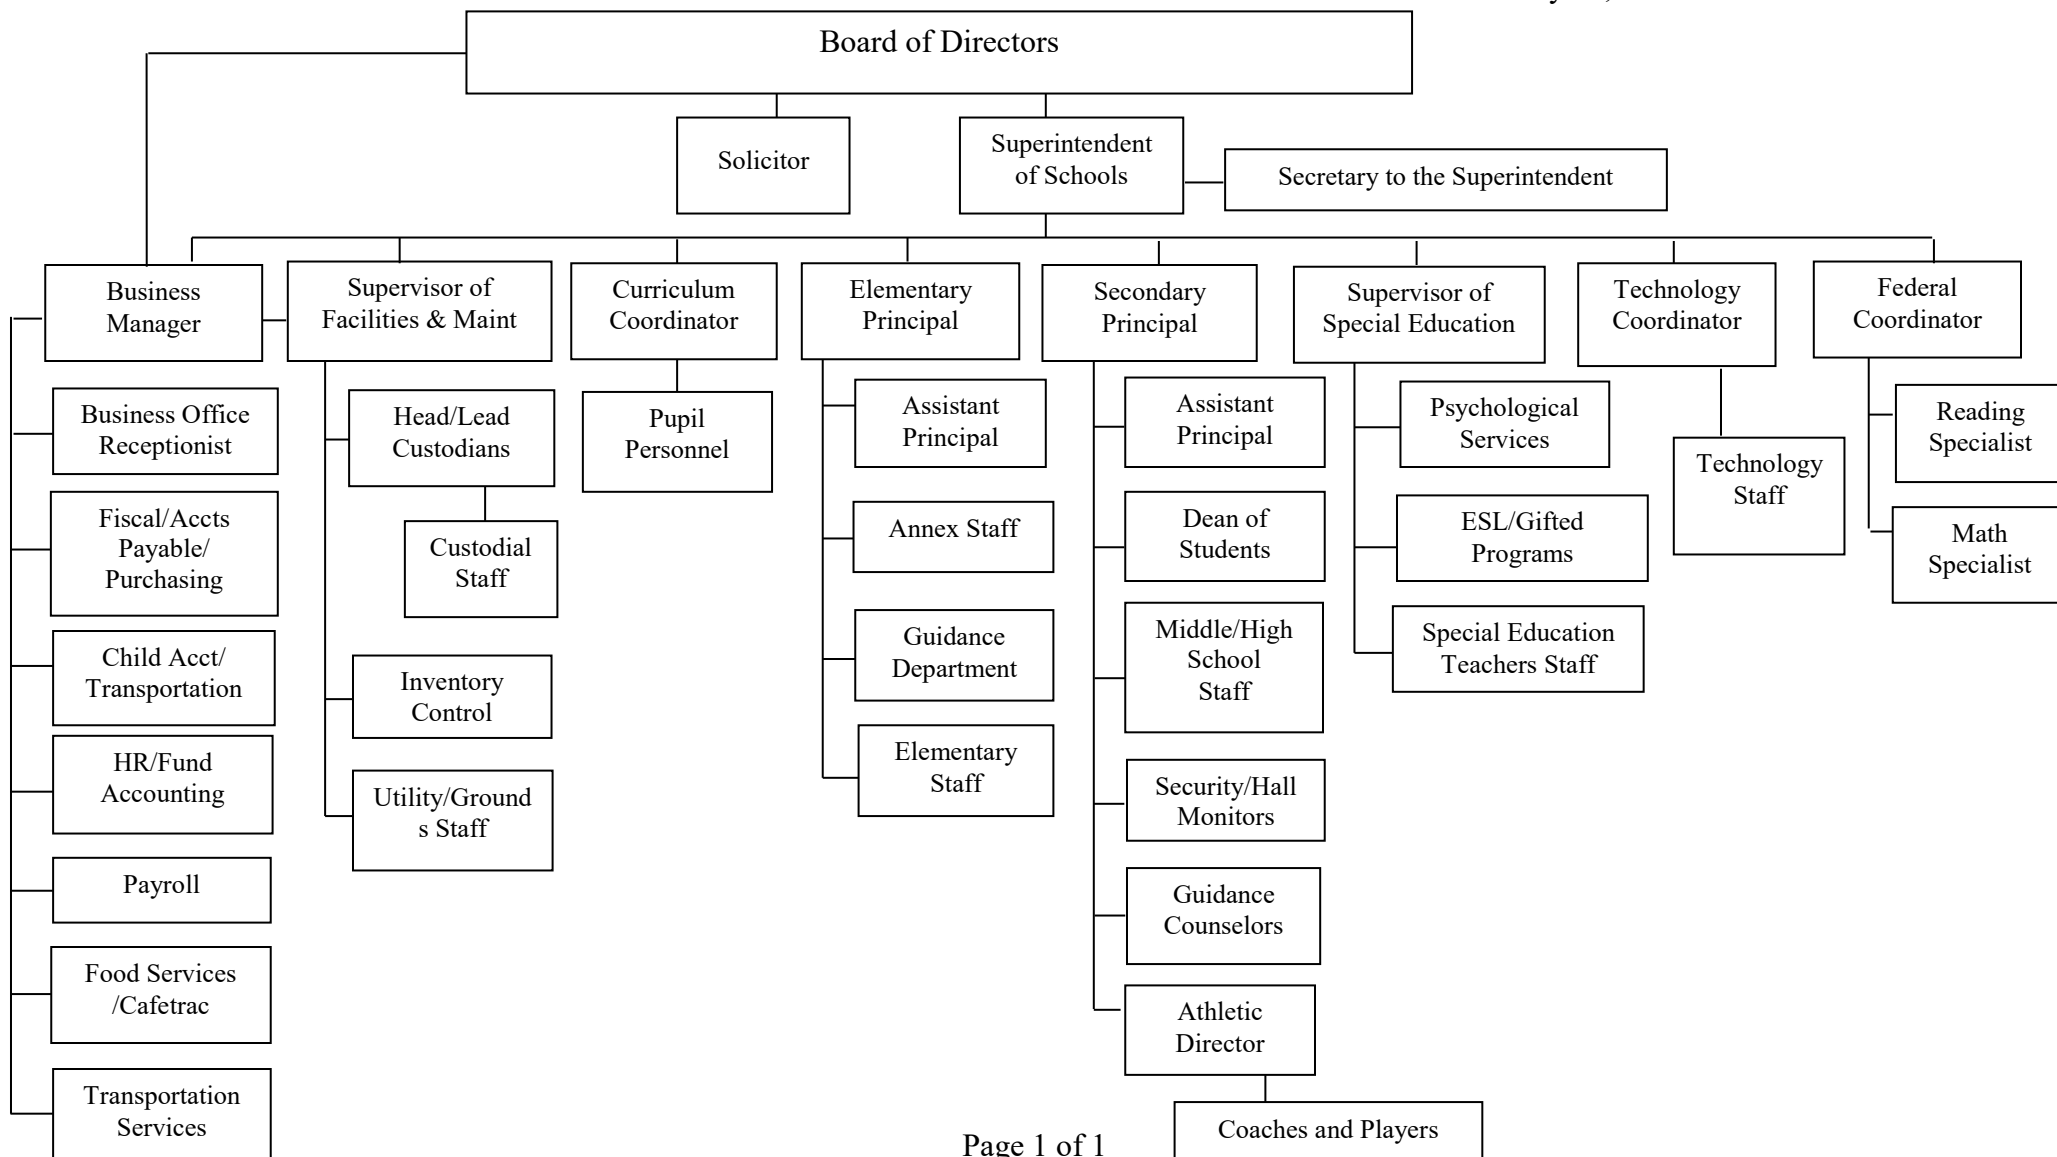 Board of Directors
Solicitor
Superintendent
of Schools
Secretary to the Superintendent
Business
Manager
Supervisor of
Facilities & Maint
Curriculum
Coordinator
Elementary
Principal
Secondary
Principal
Supervisor of
Special Education
Technology
Coordinator
Federal
Coordinator
Business Office
Receptionist
Fiscal/Accts
Payable/
Purchasing
Child Acct/
Transportation
HR/Fund
Accounting
Payroll
Food Services
/Cafetrac
Transportation
Services
Head/Lead
Custodians
Custodial
Staff
Inventory
Control
Utility/Ground
s Staff
Pupil
Personnel
Assistant
Principal
Annex Staff
Guidance
Department
Elementary
Staff
Assistant
Principal
Dean of
Students
Middle/High
School
Staff
Security/Hall
Monitors
Guidance
Counselors
Athletic
Director
Coaches and Players
Psychological
Services
ESL/Gifted
Programs
Special Education
Teachers Staff
Technology
Staff
Reading
Specialist
Math
Specialist
Page 1 of 1